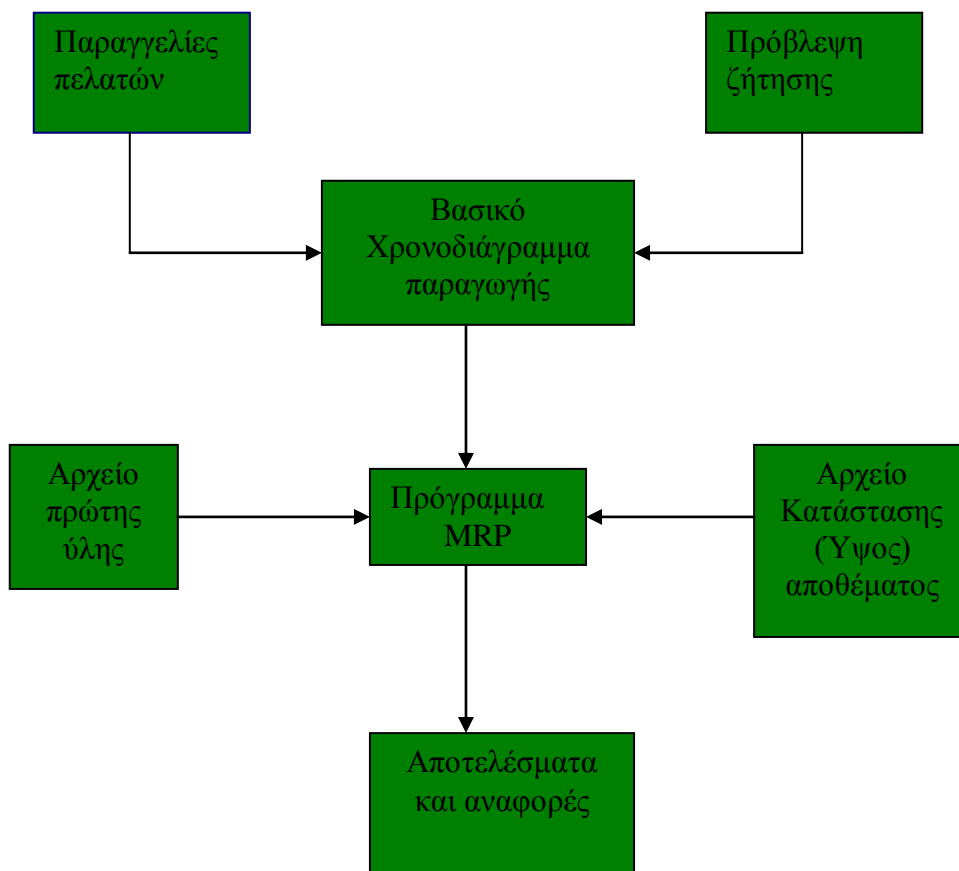 Παραγγελίες
πελατών
Πρόβλεψη
ζήτησης
Βασικό
Χρονοδιάγραμμα
παραγωγής
Αρχείο
πρώτης
ύλης
Πρόγραμμα
MRP
Αρχείο
Κατάστασης
(Ύψος)
αποθέματος
Αποτελέσματα
και αναφορές